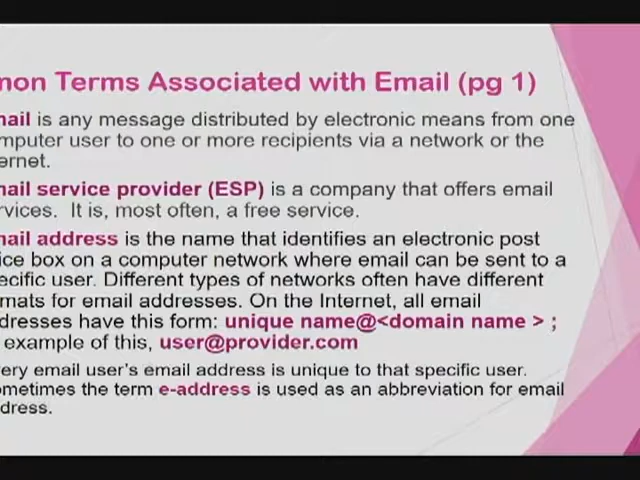 mon Terms Associated with Email (pg 1)
mail is any message distributed by electronic means from one
mputer user to one or more recipients via a network or the
ernet.
mail service provider (ESP) is a company that offers email
rvices. It is, most often, a free service.
mail address is the name that identifies an electronic post
ice box on a computer network where email can be sent to a
ecific user. Different types of networks often have different
rmats for email addresses. On the Internet, all email
dresses have this form: unique name@<domain name > ;
example of this, user@provider.com
ery email user's email address is unique to that specific user.
ometimes the term e-address is used as an abbreviation for email
dress.